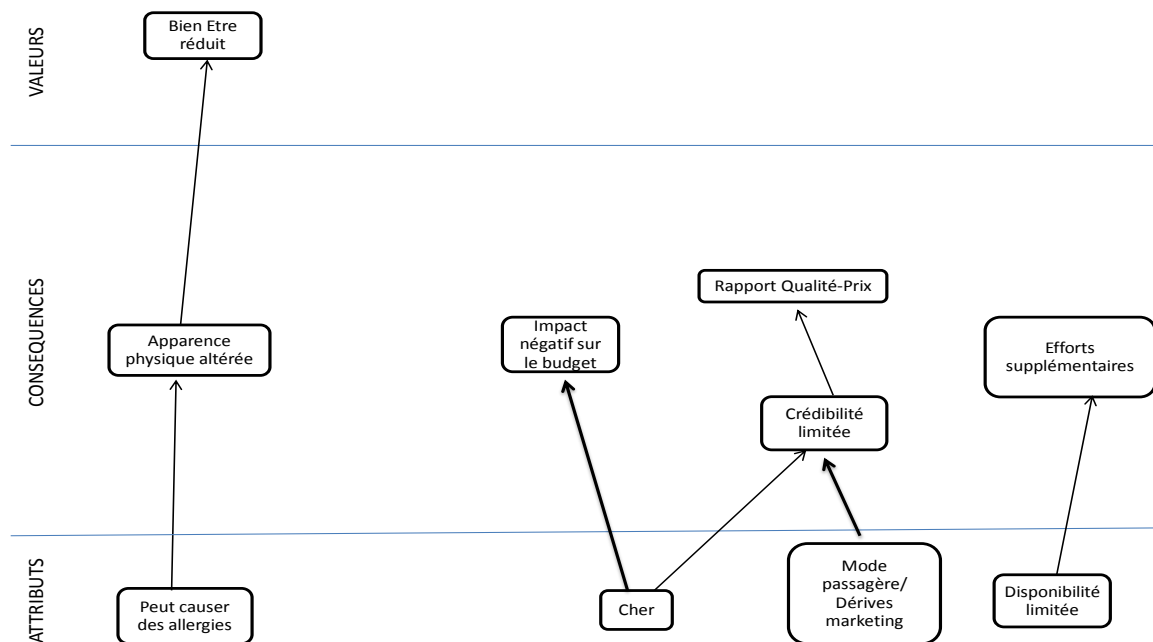 VALEURS
Bien Etre
réduit
CONSEQUENCES
Rapport Qualité-Prix
Apparence
physique altérée
Impact
négatif sur
le budget
Efforts
supplémentaires
Crédibilité
limitée
ATTRIBUTS
Peut causer
des allergies
Cher
Mode
passagère/
Dérives
marketing
Disponibilité
limitée